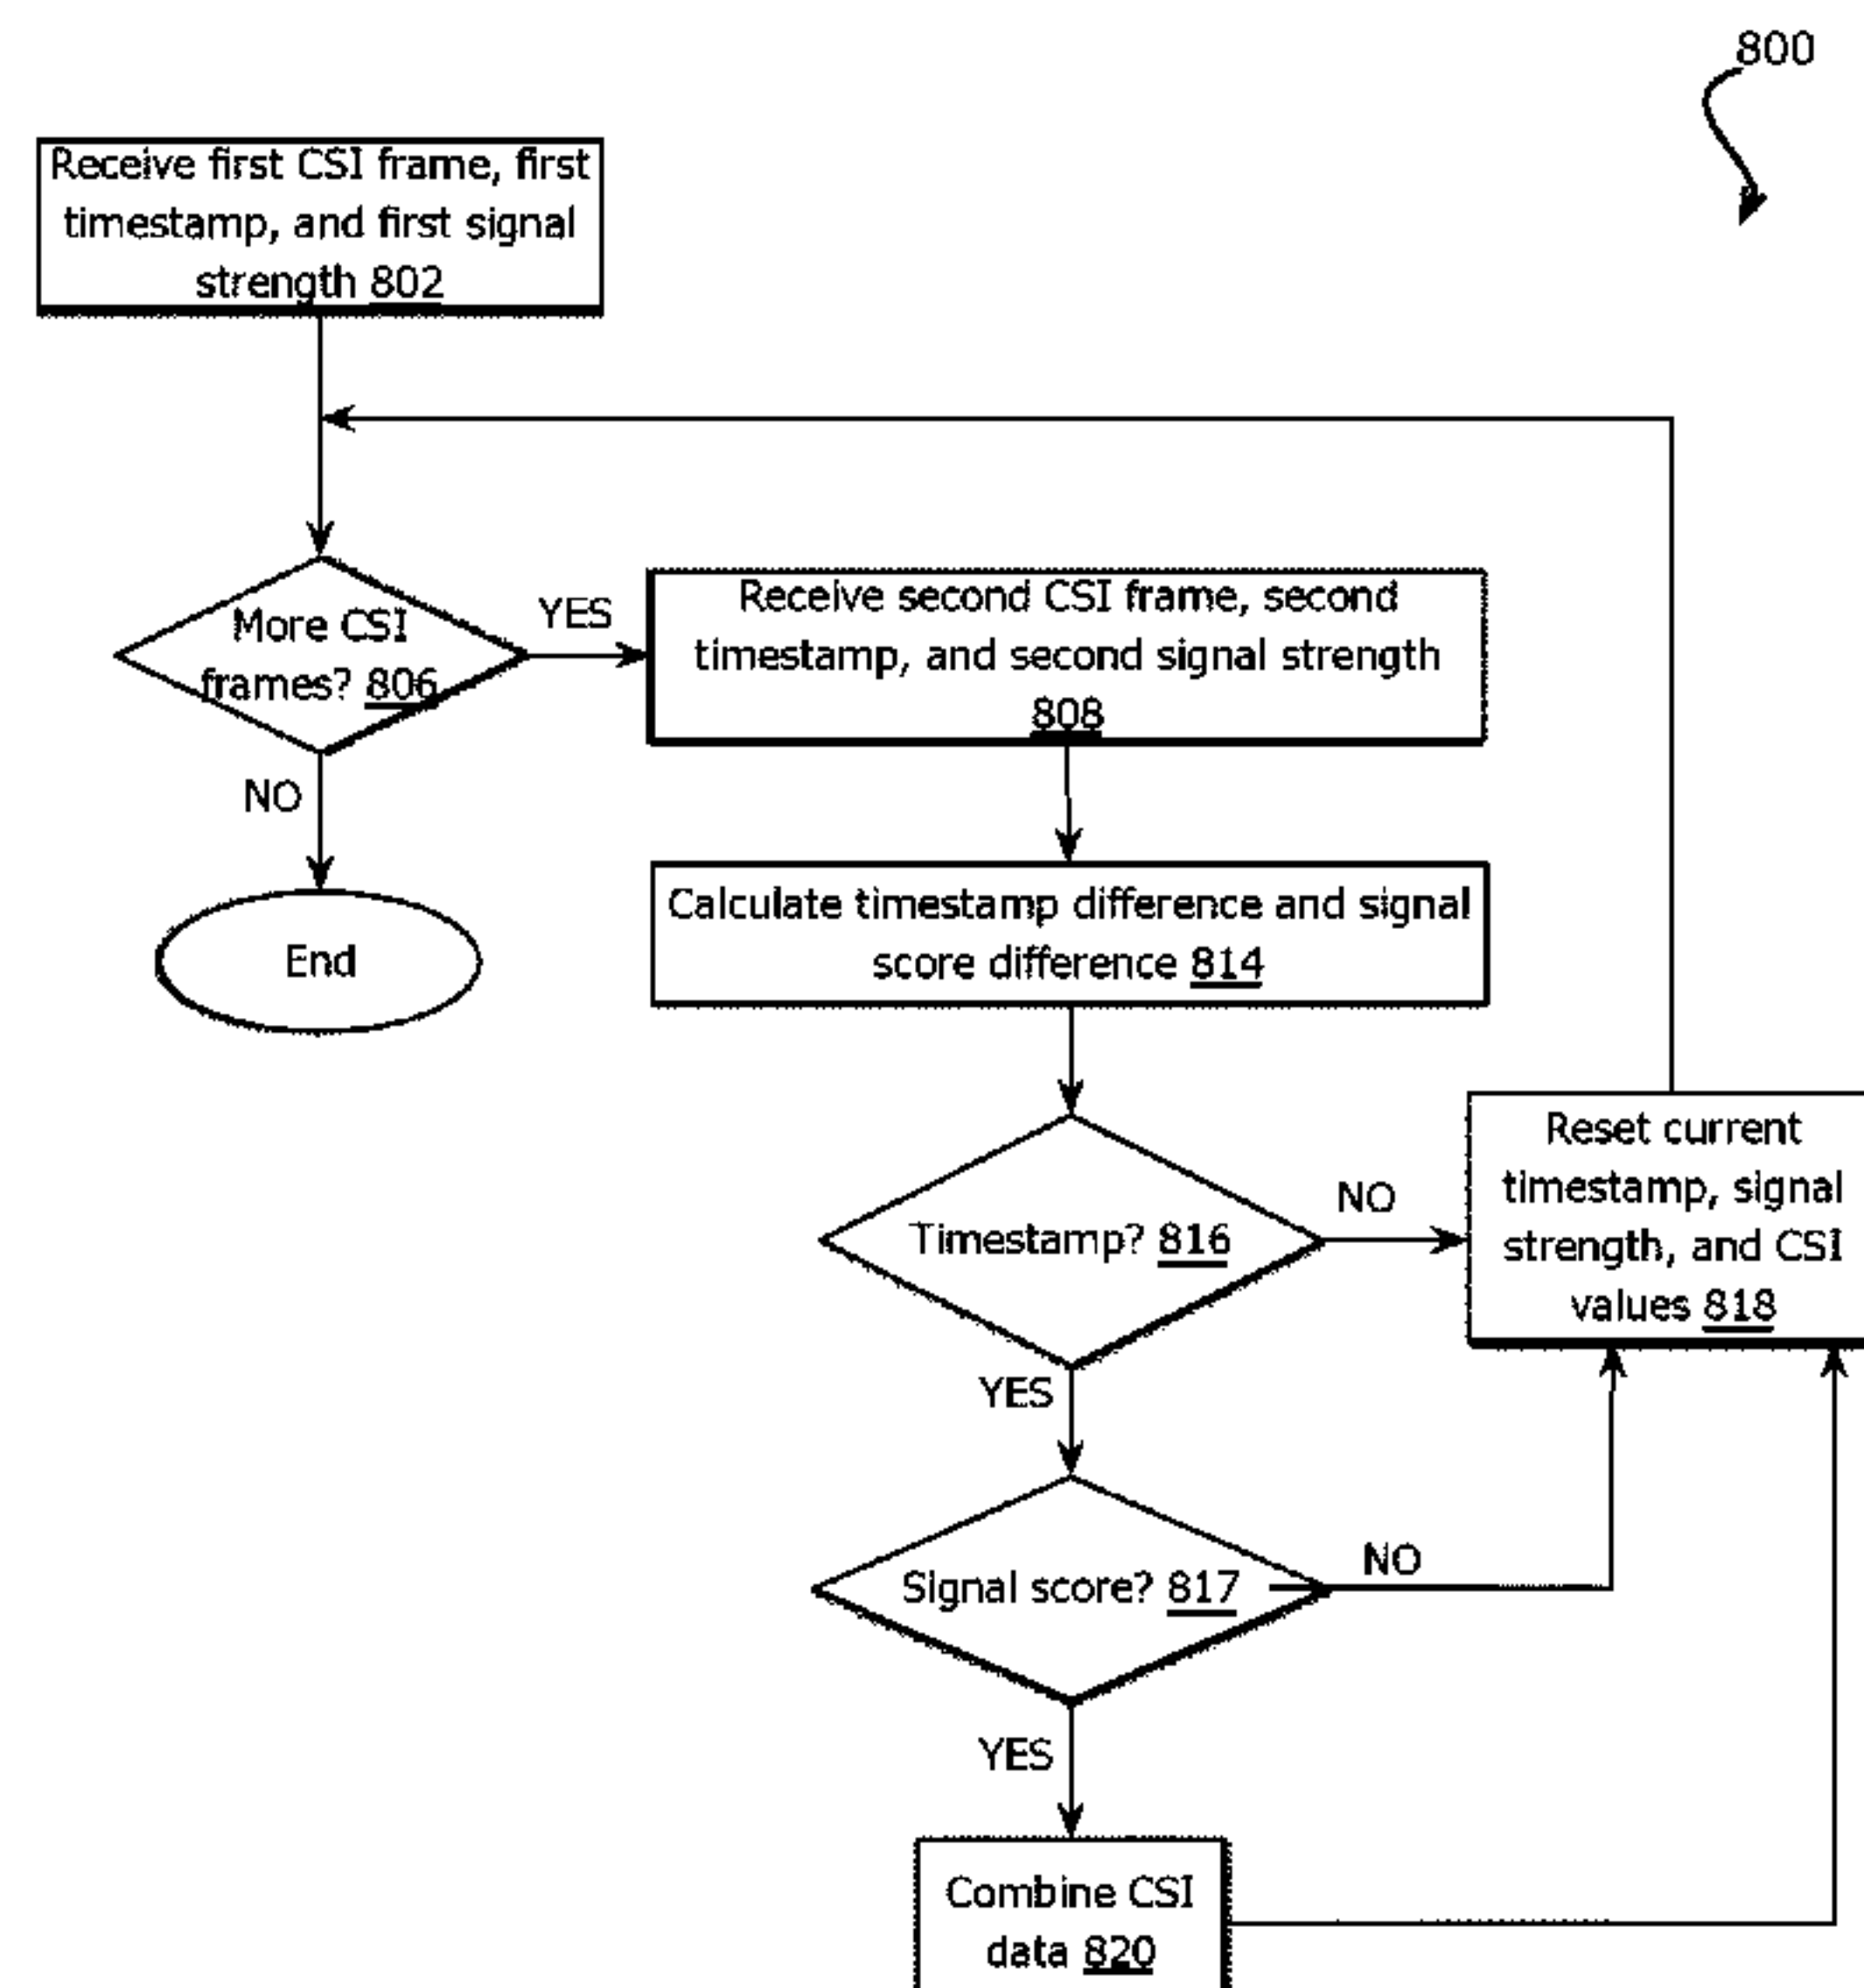 800
Receive first CSI frame, first
timestamp, and first signal
strength 802
More CSI
frames? 806
YES
Receive second CSI frame, second
timestamp, and second signal strength
808
NO
End
Calculate timestamp difference and signal
score difference 814
Timestamp? 816
NO
Reset current
timestamp, signal
strength, and CSI
values 818
YES
Signal score? 817
NO
YES
Combine CSI
data 820